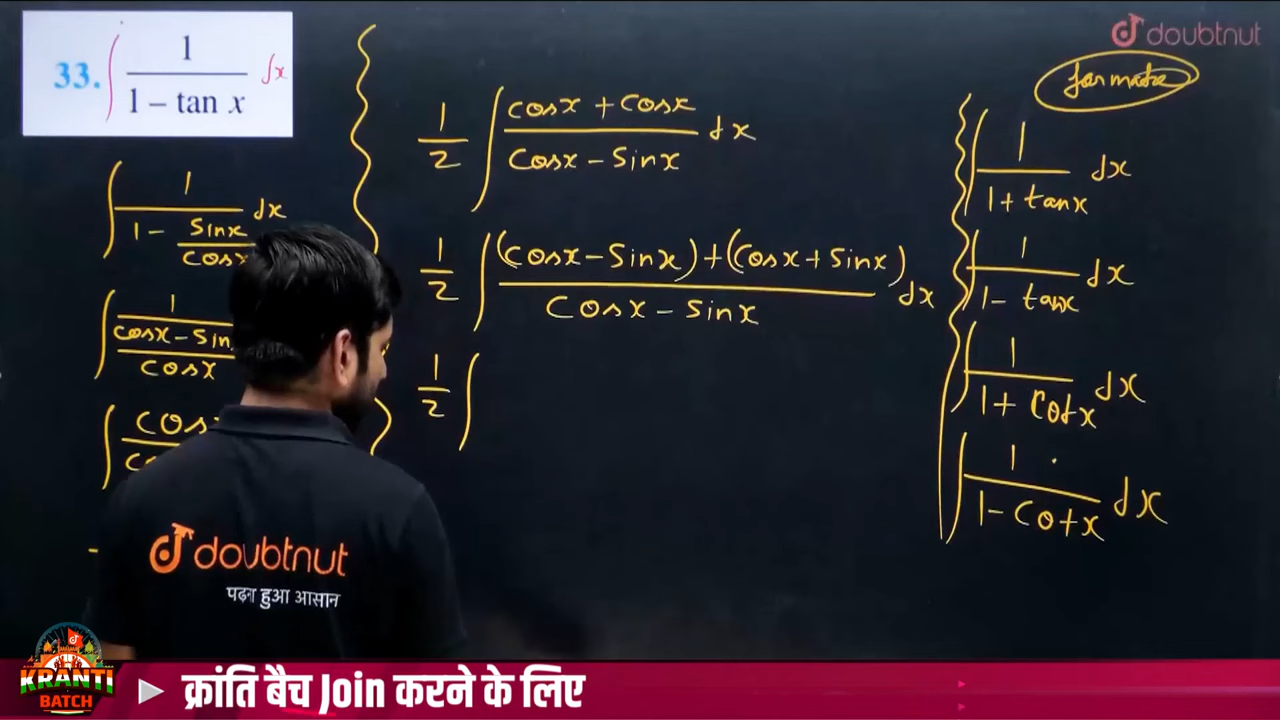 33. ∫ 1 / (1 – tan x) dx
doubtnut
formate
∫ 1 / (1 - sinx/cosx) dx
∫ 1 / ((cosx - sin / cosx)
∫ cos
1/2 ∫ (cosx + cosx) / (cosx - sinx) dx
1/2 ∫ ((cosx - sinx) + (cosx + sinx)) / (cosx - sinx) dx
1/2 ∫
∫ 1 / (1 + tanx) dx
∫ 1 / (1 - tanx) dx
∫ 1 / (1 + cotx) dx
∫ 1 / (1 - cotx) dx
doubtnut
पढ़ना हुआ आसान
KRANTI
BATCH
क्रांति बैच Join करने के लिए